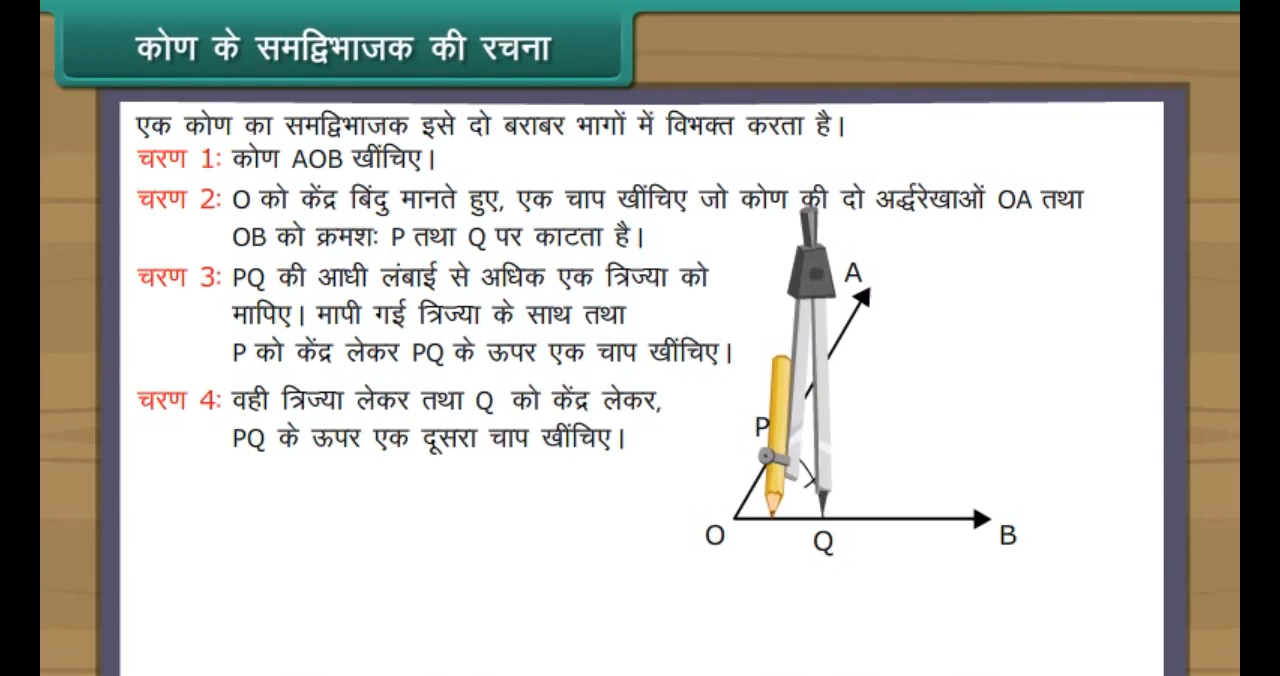 कोण के समद्विभाजक की रचना
एक कोण का समद्विभाजक इसे दो बराबर भागों में विभक्त करता है।
चरण 1: कोण AOB खींचिए।
चरण 2: O को केंद्र बिंदु मानते हुए, एक चाप खींचिए जो कोण की दो अर्द्धरेखाओं OA तथा
OB को क्रमशः P तथा Q पर काटता है।
चरण 3: PQ की आधी लंबाई से अधिक एक त्रिज्या को
मापिए। मापी गई त्रिज्या के साथ तथा
P को केंद्र लेकर PQ के ऊपर एक चाप खींचिए।
चरण 4: वही त्रिज्या लेकर तथा Q को केंद्र लेकर,
PQ के ऊपर एक दूसरा चाप खींचिए।
A
P
O
Q
B